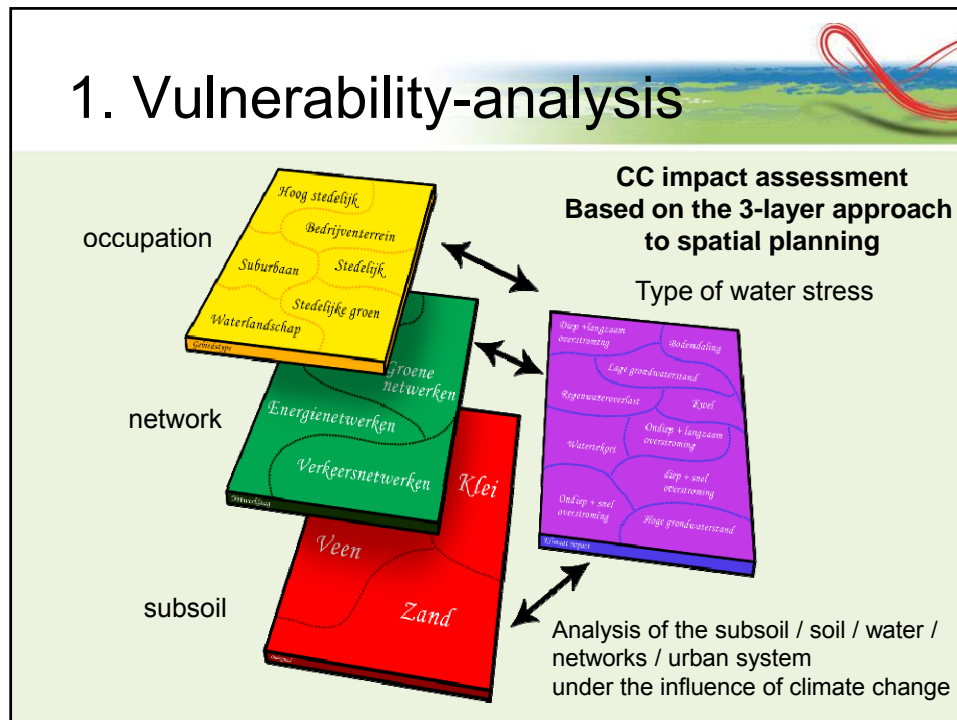 1. Vulnerability-analysis
CC impact assessment
Based on the 3-layer approach
to spatial planning
occupation
Hoog stedelijk
Bedrijventerrein
Suburbaan
Stedelijk
Stedelijke groen
Waterlandschap
Gebiedstype
network
Groene
netwerken
Energienetwerken
Verkeersnetwerken
subsoil
Klei
Veen
Zand
Type of water stress
Diep +langzaam
overstroming
Bodemdaling
Lage grondwaterstand
Regenwateroverlast
Kwel
Ondiep + langzaam
overstroming
Watertekort
diep + snel
overstroming
Ondiep + snel
overstroming
Hoge grondwaterstand
Analysis of the subsoil / soil / water /
networks / urban system
under the influence of climate change